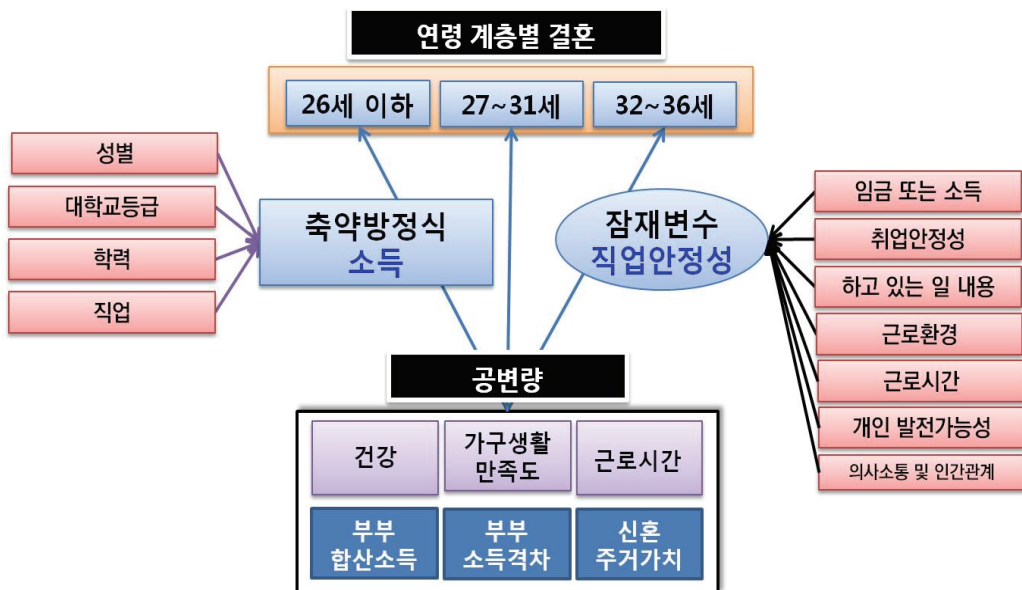 연령 계층별 결혼
26세 이하
27~31세
32~36세
성별
대학교등급
학력
직업
축약방정식
소득
잠재변수
직업안정성
임금 또는 소득
취업안정성
하고 있는 일 내용
근로환경
근로시간
개인 발전가능성
의사소통 및 인간관계
공변량
건강
가구생활
만족도
근로시간
부부
합산소득
부부
소득격차
신혼
주거가치